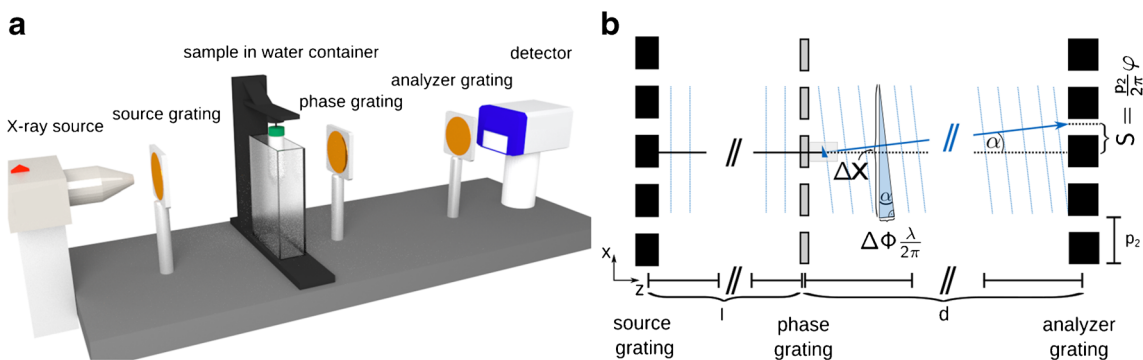 a
sample in water container
detector
analyzer grating
phase grating
source grating
X-ray source
b
S = p2/2π φ
α
ΔX
α
ΔΦ λ/2π
p2
x
z
l
d
source grating
phase grating
analyzer grating